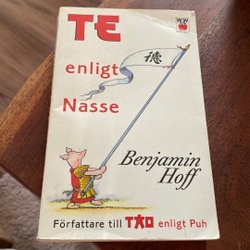 TE
enligt
Nasse
德
Benjamin
Hoff
Författare till TAO enligt Puh